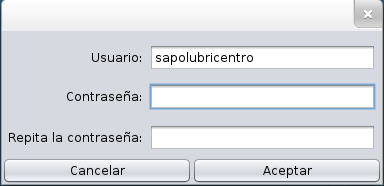 Usuario: sapolubricentro
Contraseña:
Repita la contraseña:
Cancelar Aceptar